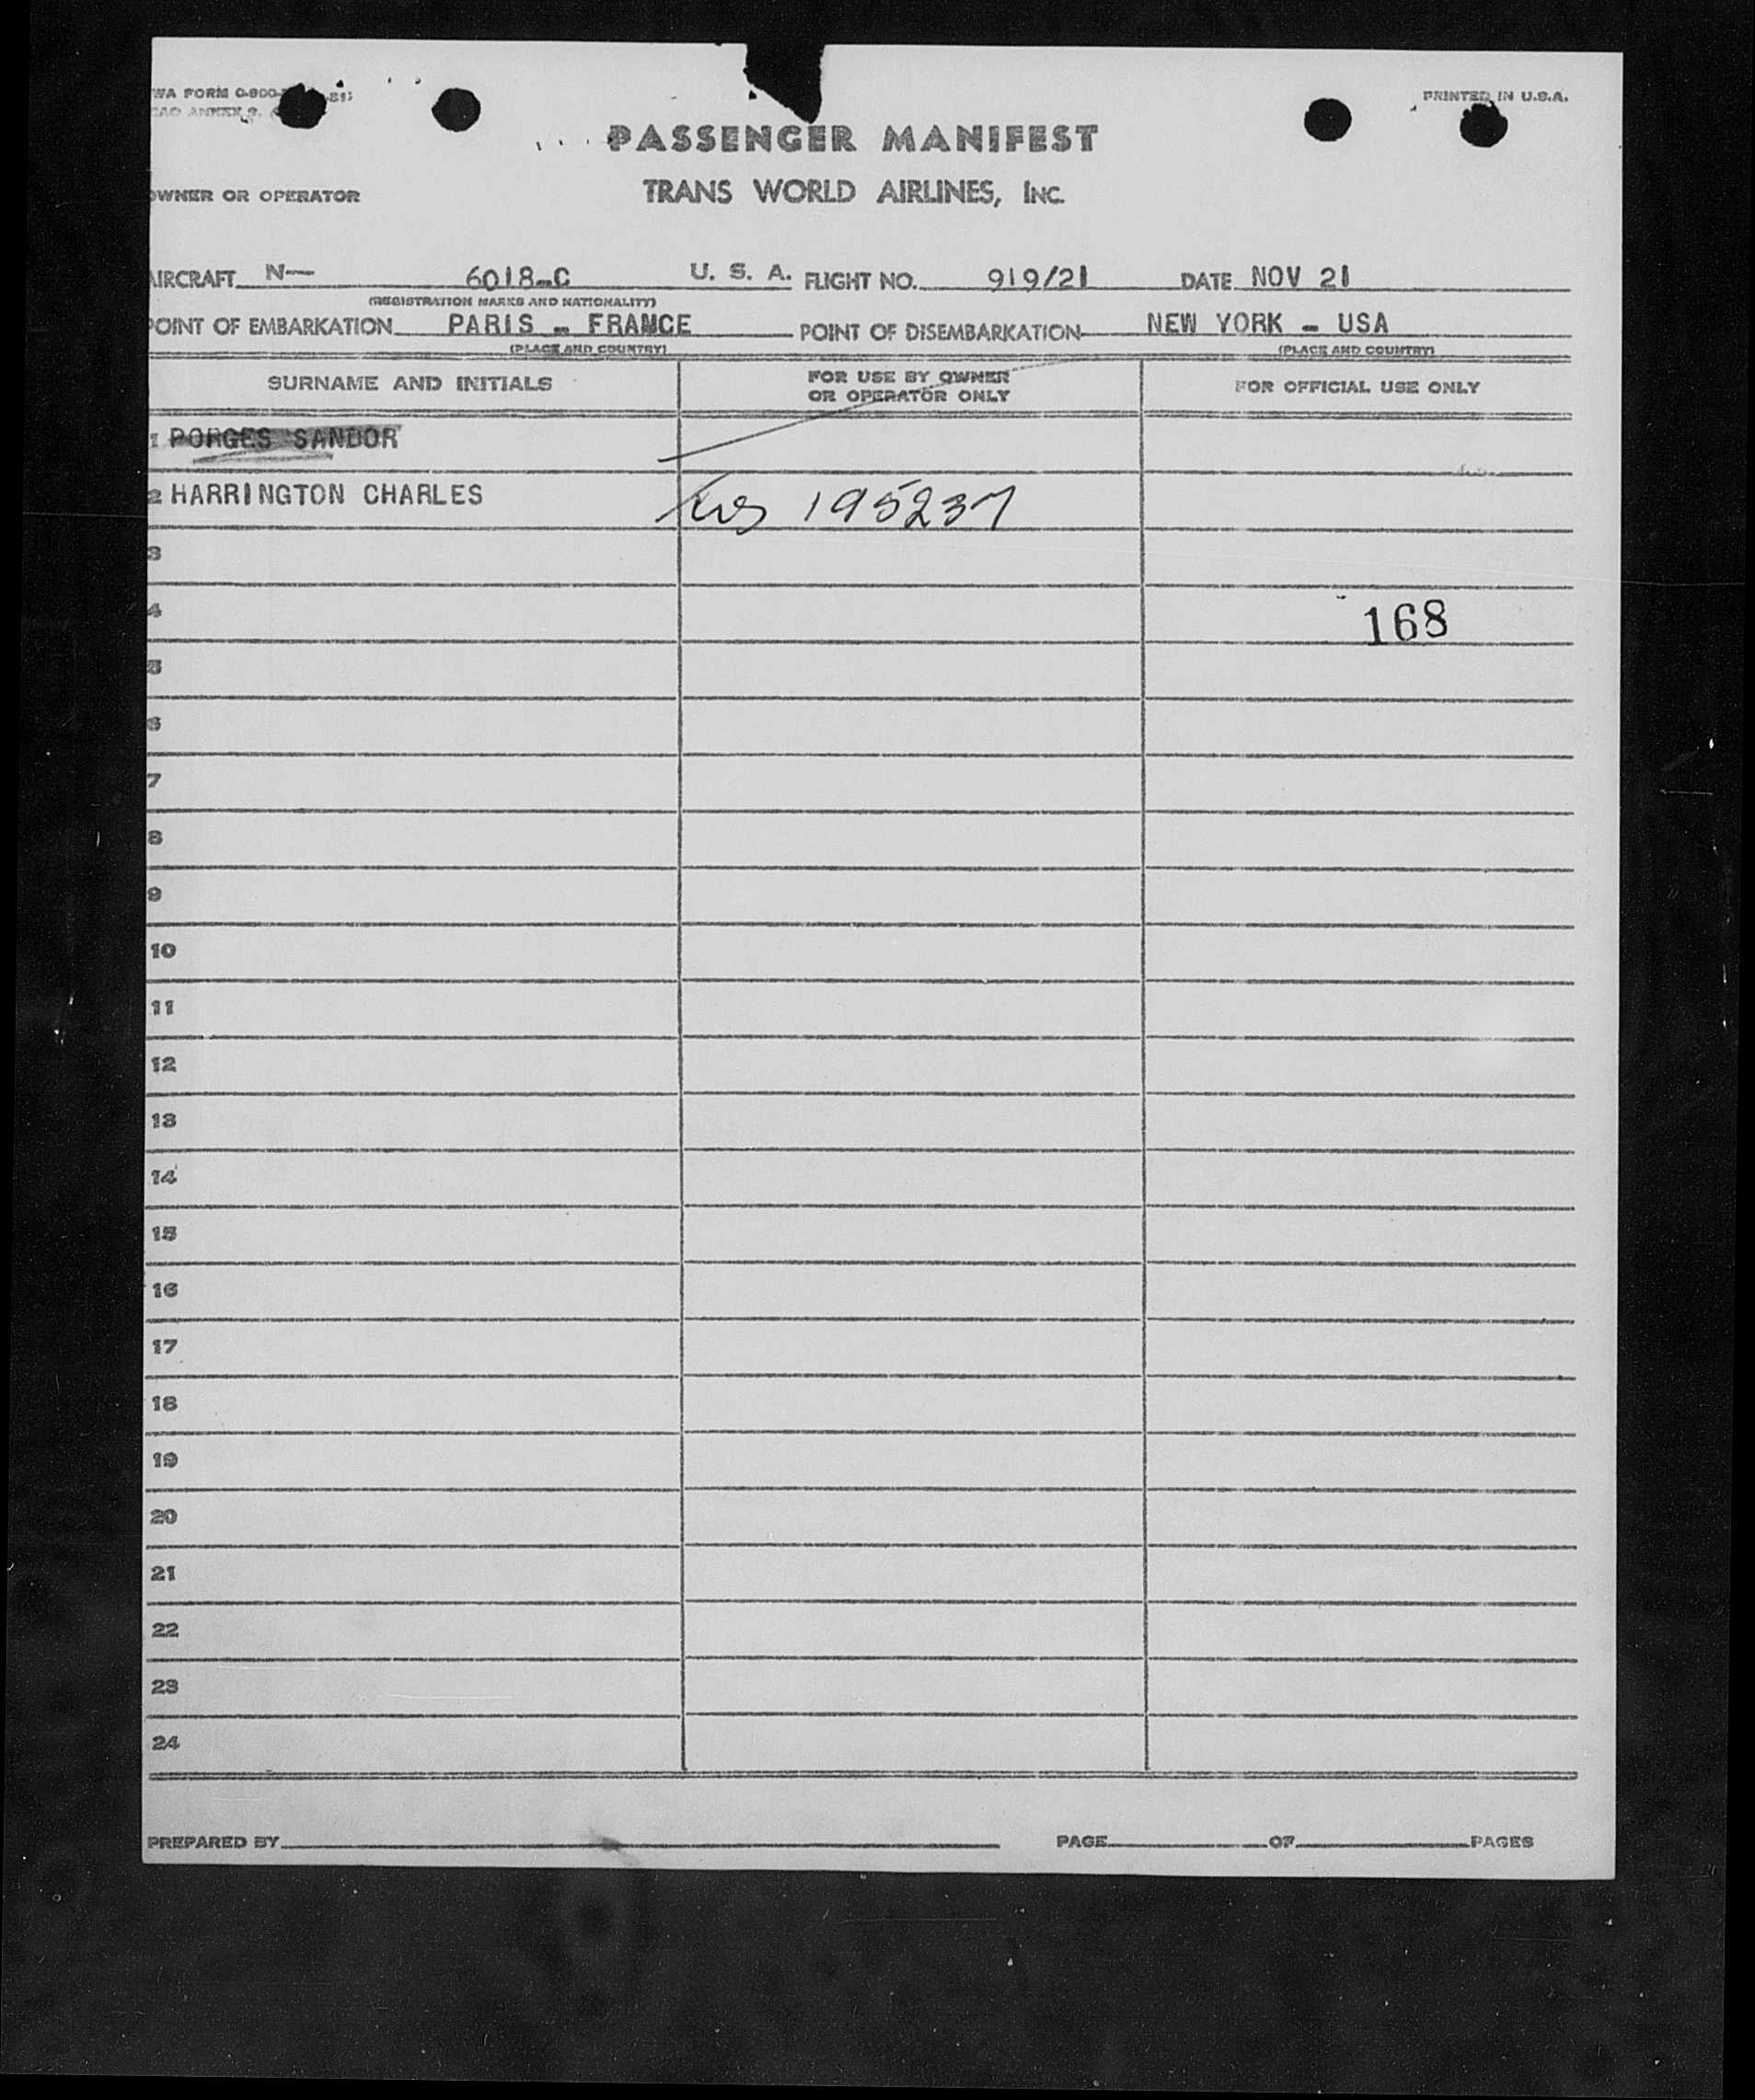 WA FORM O-900-
PRINTED IN U.S.A.
PASSENGER MANIFEST
OWNER OR OPERATOR TRANS WORLD AIRLINES, INC.
AIRCRAFT N— 6018-C U. S. A. FLIGHT NO. 919/21 DATE NOV 21
(REGISTRATION MARKS AND NATIONALITY)
POINT OF EMBARKATION PARIS - FRANCE POINT OF DISEMBARKATION NEW YORK - USA
(PLACE AND COUNTRY) (PLACE AND COUNTRY)
SURNAME AND INITIALS FOR USE BY OWNER OR OPERATOR ONLY FOR OFFICIAL USE ONLY
1 PORGES SANDOR
2 HARRINGTON CHARLES 195237
3
4 168
5
6
7
8
9
10
11
12
13
14
15
16
17
18
19
20
21
22
23
24
PREPARED BY PAGE OF PAGES